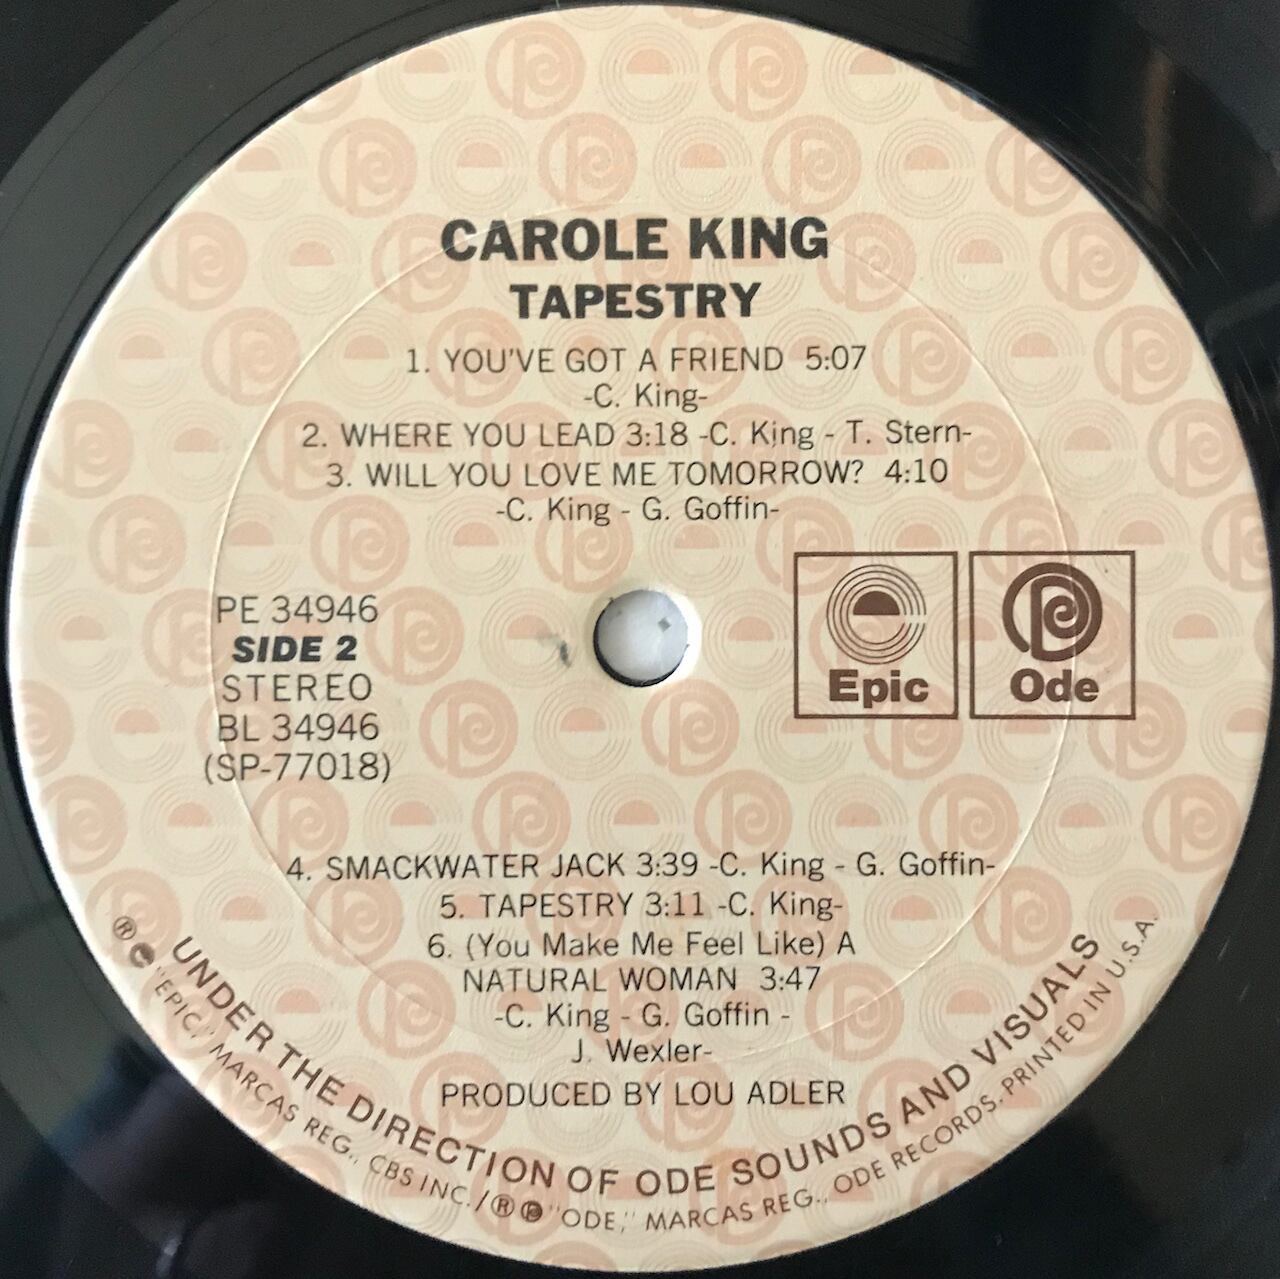 CAROLE KING
TAPESTRY
1. YOU'VE GOT A FRIEND 5:07
-C. King-
2. WHERE YOU LEAD 3:18 -C. King - T. Stern-
3. WILL YOU LOVE ME TOMORROW? 4:10
-C. King - G. Goffin-
PE 34946
SIDE 2
STEREO
BL 34946
(SP-77018)
Epic
Ode
4. SMACKWATER JACK 3:39 -C. King - G. Goffin-
5. TAPESTRY 3:11 -C. King-
6. (You Make Me Feel Like) A
NATURAL WOMAN 3:47
-C. King - G. Goffin -
J. Wexler-
PRODUCED BY LOU ADLER
UNDER THE DIRECTION OF ODE SOUNDS AND VISUALS
® "EPIC," MARCAS REG., CBS INC./® "ODE," MARCAS REG., ODE RECORDS. PRINTED IN U.S.A.